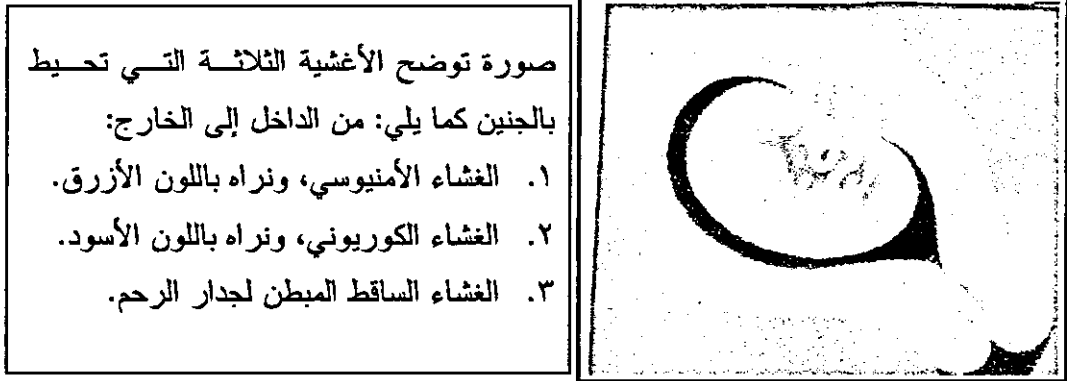 صورة توضح الأغشية الثلاثة التي تحيط
بالجنين كما يلي: من الداخل إلى الخارج:
١. الغشاء الأمنيوسي، ونراه باللون الأزرق.
٢. الغشاء الكوريوني، ونراه باللون الأسود.
٣. الغشاء الساقط المبطن لجدار الرحم.